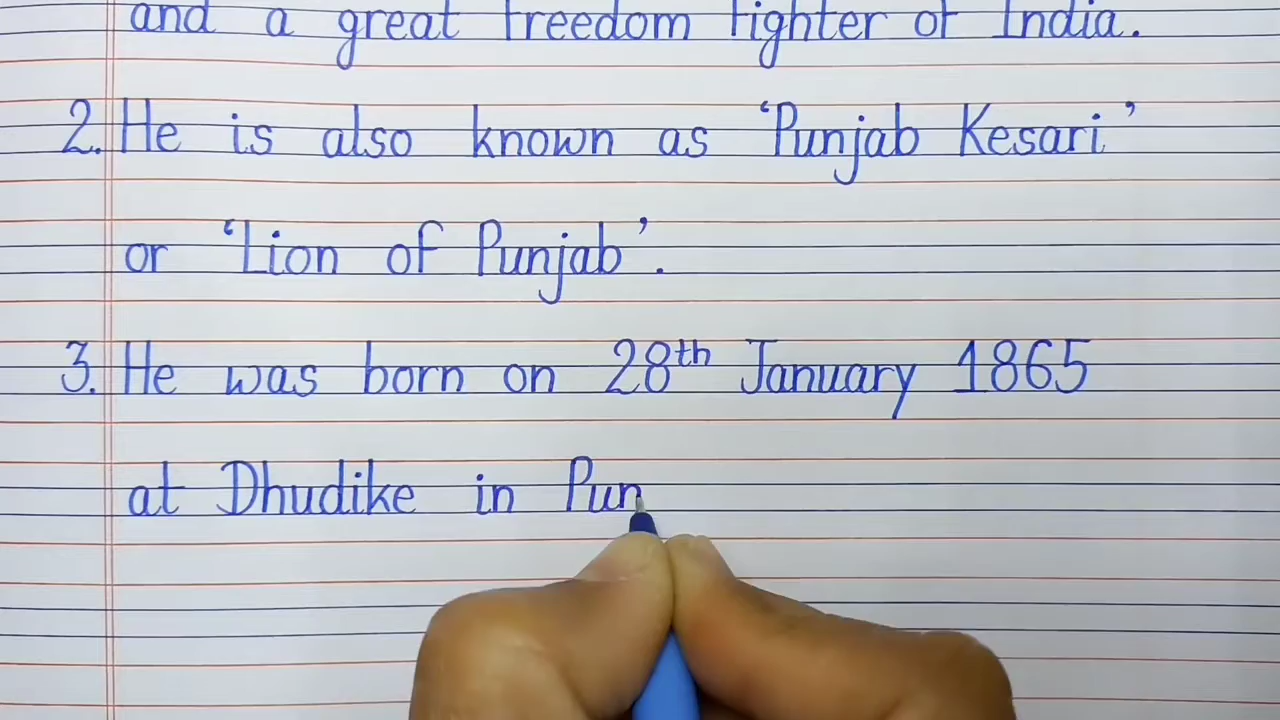 and a great freedom fighter of India.
2. He is also known as ‘Punjab Kesari’
or ‘Lion of Punjab’.
3. He was born on 28th January 1865
at Dhudike in Pun